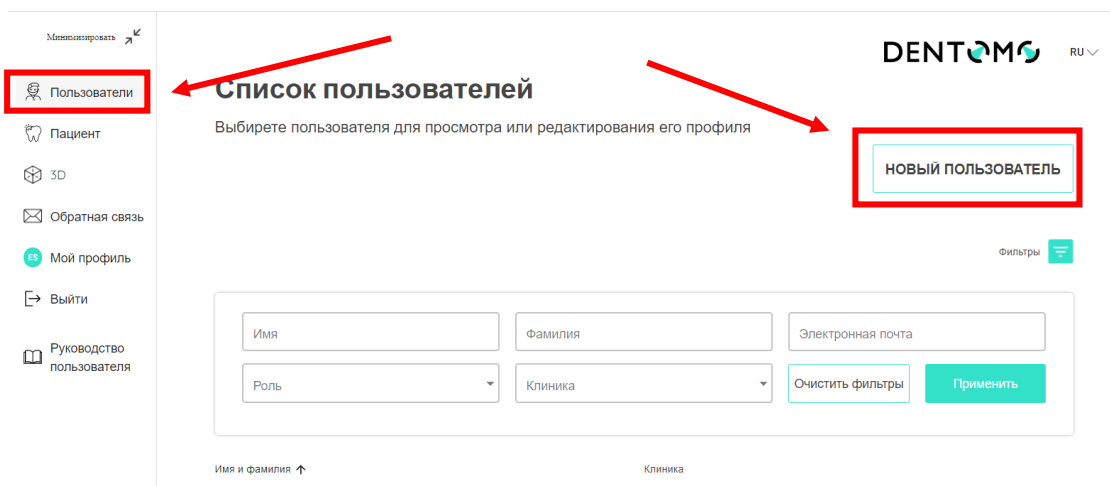 Минимизировать
Пользователи
Пациент
3D
Обратная связь
ES
Мой профиль
Выйти
Руководство
пользователя
DENTOMO
RU
Список пользователей
Выбирете пользователя для просмотра или редактирования его профиля
НОВЫЙ ПОЛЬЗОВАТЕЛЬ
Фильтры
Имя
Фамилия
Электронная почта
Роль
Клиника
Очистить фильтры
Применить
Имя и фамилия
Клиника